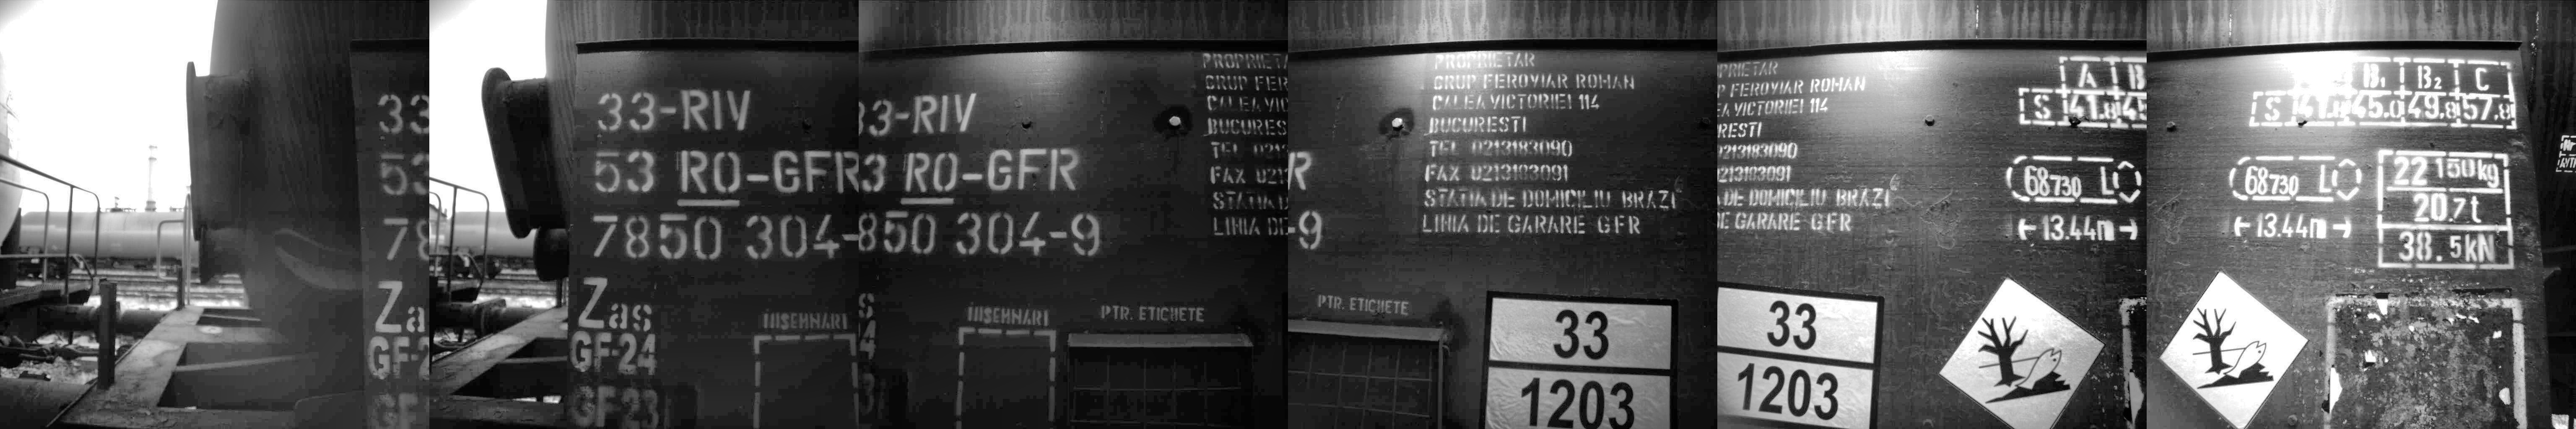 33-RIV
53 RO-GFR
7850 304-9
Zas
GF-24
GF23
INSEMNARI
PTR. ETICHETE
PROPRIETAR
GRUP FEROVIAR ROMAN
CALEA VICTORIEI 114
BUCURESTI
TEL 0213183090
FAX 0213183091
STATIA DE DOMICILIU BRAZI
LINIA DE GARARE GFR
33
1203
A B₁ B₂ C
S 41.8 45.0 49.8 57.8
68730 L
13.44m
22 150kg
20.7t
38.5kN